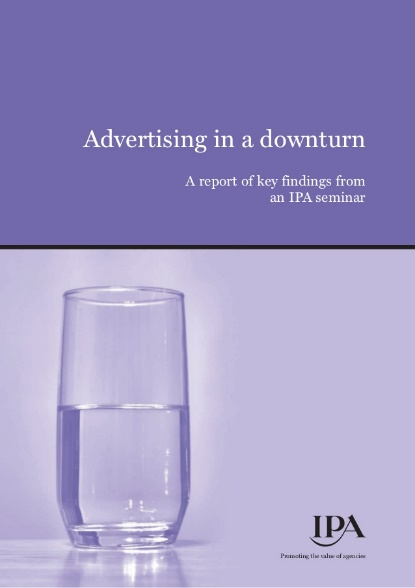 Advertising in a downturn
A report of key findings from
an IPA seminar
IPA
Promoting the value of agencies